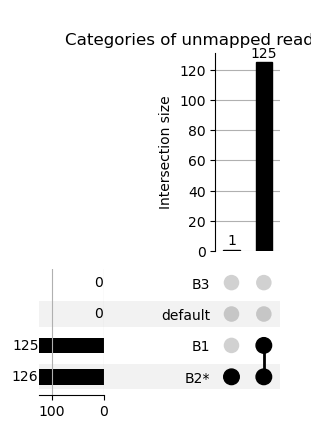 Categories of unmapped read
125
120
100
80
60
40
20
0
Intersection size
1
0 B3
0 default
125 B1
126 B2*
100 0